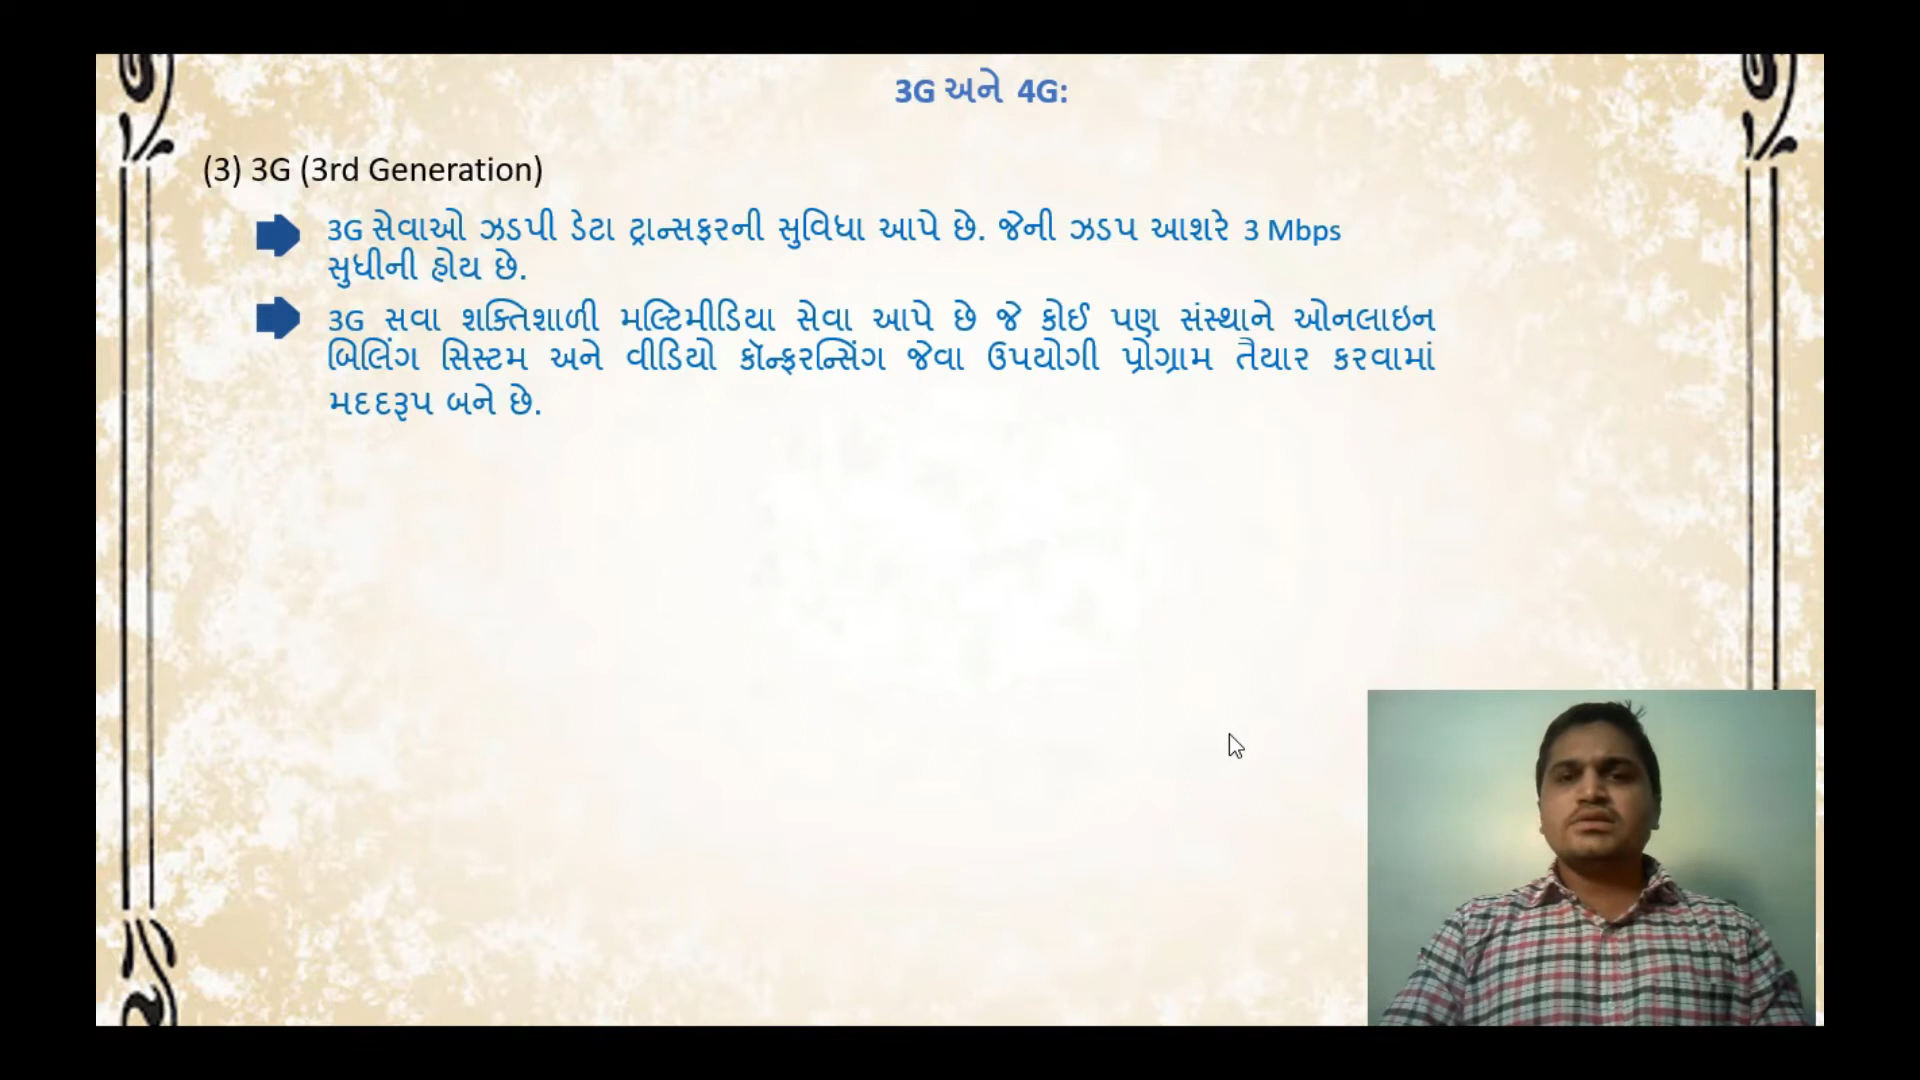 3G અને 4G:
(3) 3G (3rd Generation)
3G સેવાઓ ઝડપી ડેટા ટ્રાન્સફરની સુવિધા આપે છે. જેની ઝડપ આશરે 3 Mbps
સુધીની હોય છે.
3G સવા શક્તિશાળી મલ્ટિમીડિયા સેવા આપે છે જે કોઈ પણ સંસ્થાને ઓનલાઇન
બિલિંગ સિસ્ટમ અને વીડિયો કૉન્ફરન્સિંગ જેવા ઉપયોગી પ્રોગ્રામ તૈયાર કરવામાં
મદદરૂપ બને છે.